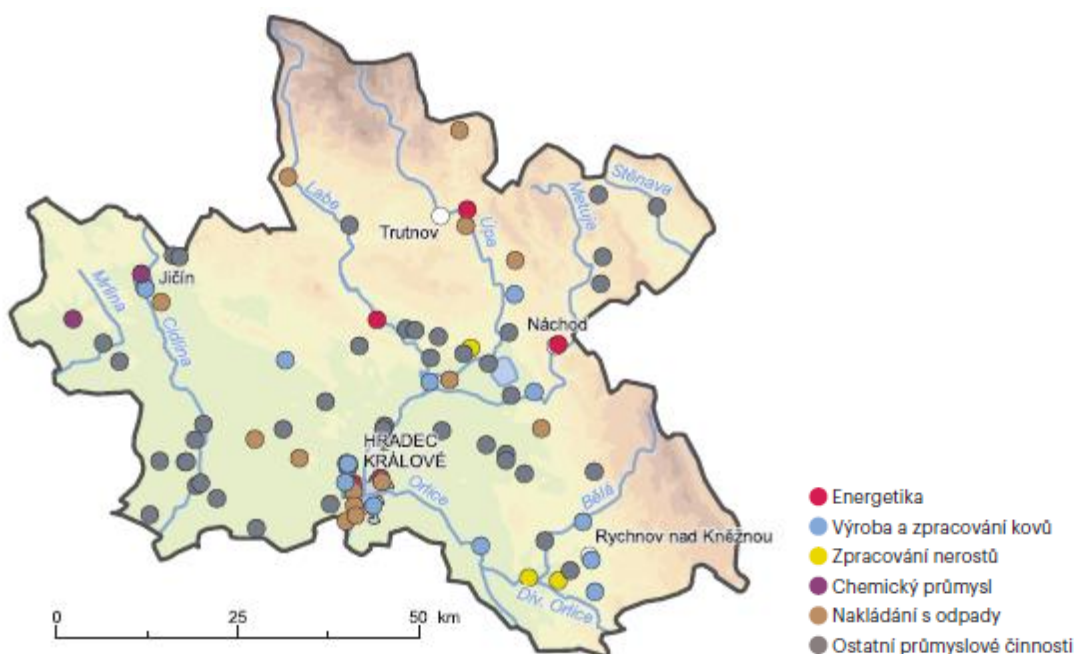 Stěnava
Metuje
Labe
Úpa
Trutnov
Jičín
Mrlina
Cidlina
Náchod
HRADEC
KRÁLOVÉ
Orlice
Bělá
Rychnov nad Kněžnou
Div. Orlice
0 25 50 km
Energetika
Výroba a zpracování kovů
Zpracování nerostů
Chemický průmysl
Nakládání s odpady
Ostatní průmyslové činnosti